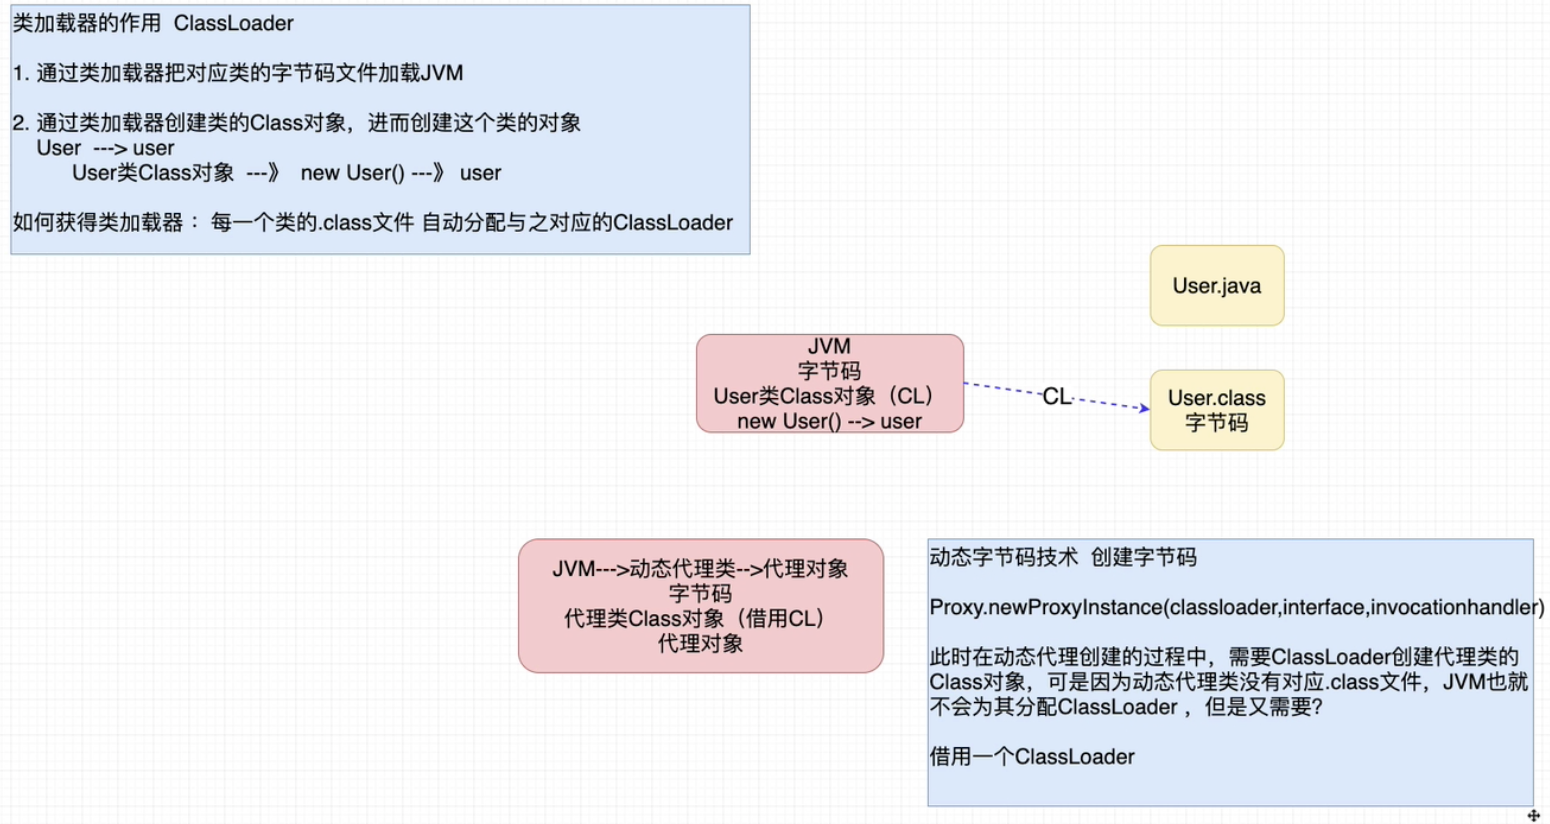 类加载器的作用  ClassLoader
1. 通过类加载器把对应类的字节码文件加载JVM
2. 通过类加载器创建类的Class对象，进而创建这个类的对象
User  ---> user
User类Class对象  ---》  new User() ---》 user
如何获得类加载器： 每一个类的.class文件 自动分配与之对应的ClassLoader
User.java
JVM
字节码
User类Class对象（CL）
new User() --> user
CL
User.class
字节码
JVM--->动态代理类-->代理对象
字节码
代理类Class对象（借用CL）
代理对象
动态字节码技术  创建字节码
Proxy.newProxyInstance(classloader,interface,invocationhandler)
此时在动态代理创建的过程中，需要ClassLoader创建代理类的
Class对象，可是因为动态代理类没有对应.class文件，JVM也就
不会为其分配ClassLoader ，但是又需要?
借用一个ClassLoader